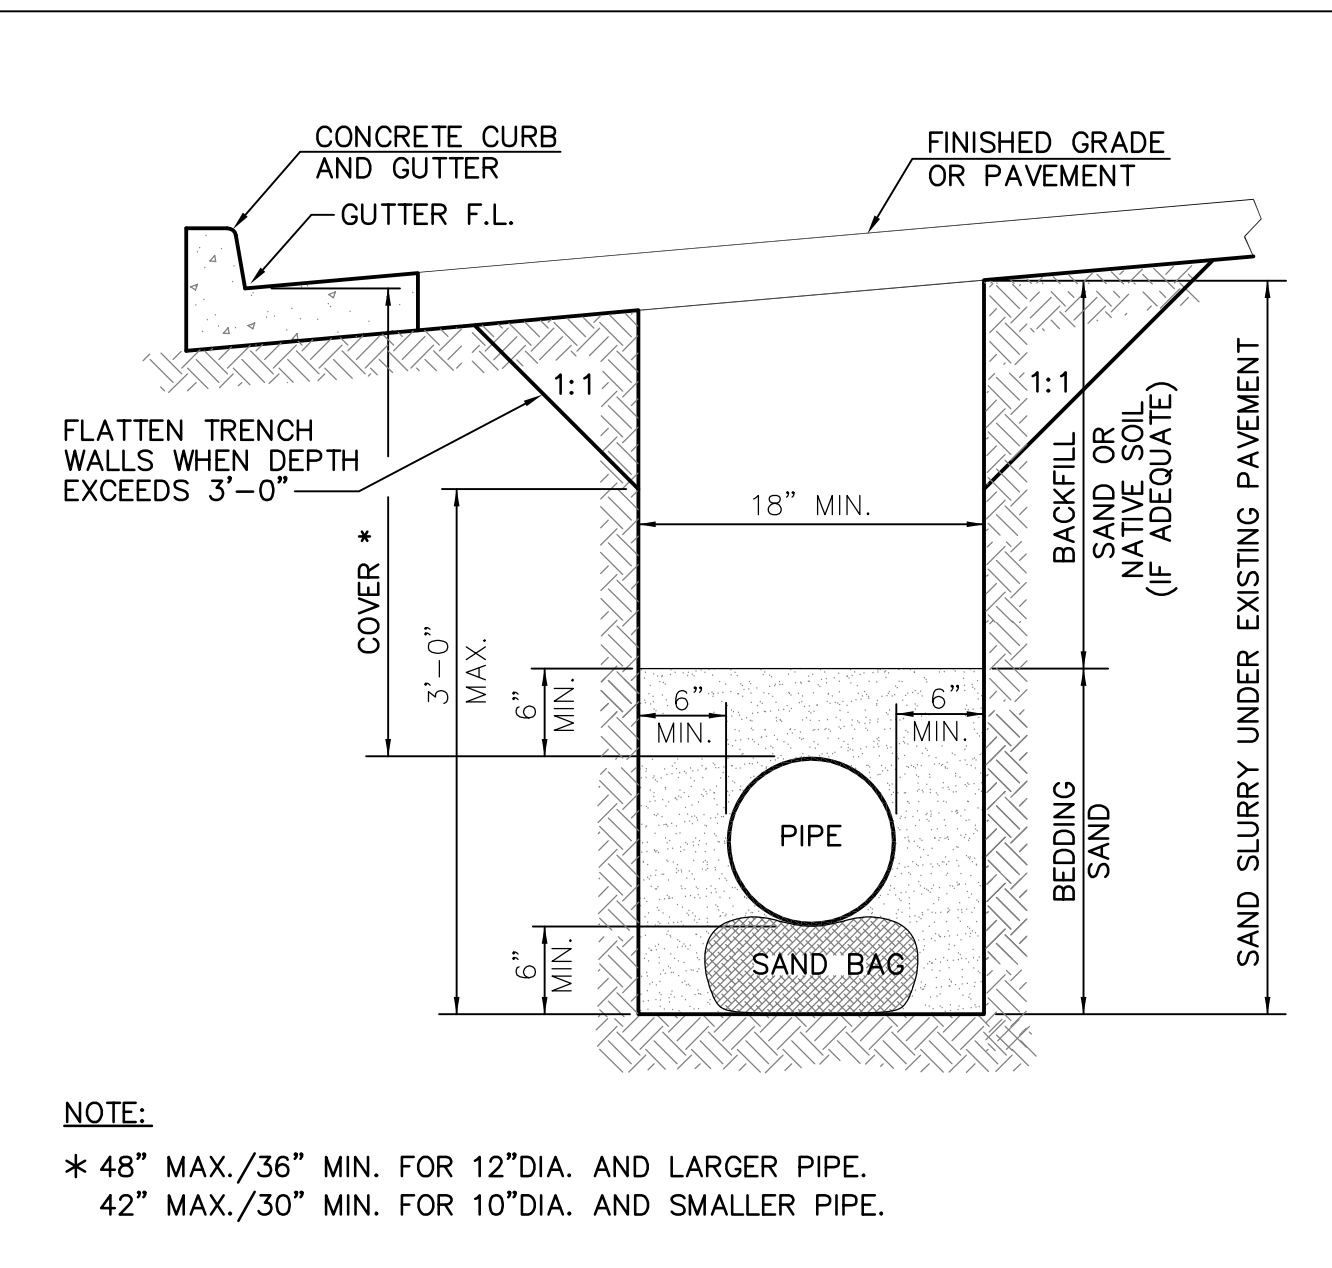 CONCRETE CURB
AND GUTTER
GUTTER F.L.
FINISHED GRADE
OR PAVEMENT
1:1
1:1
FLATTEN TRENCH
WALLS WHEN DEPTH
EXCEEDS 3'-0"
18" MIN.
COVER *
3'-0"
MAX.
6"
MIN.
6"
MIN.
6"
MIN.
BACKFILL
SAND OR
NATIVE SOIL
(IF ADEQUATE)
SAND SLURRY UNDER EXISTING PAVEMENT
PIPE
BEDDING
SAND
6"
MIN.
SAND BAG
NOTE:
* 48" MAX./36" MIN. FOR 12"DIA. AND LARGER PIPE.
42" MAX./30" MIN. FOR 10"DIA. AND SMALLER PIPE.